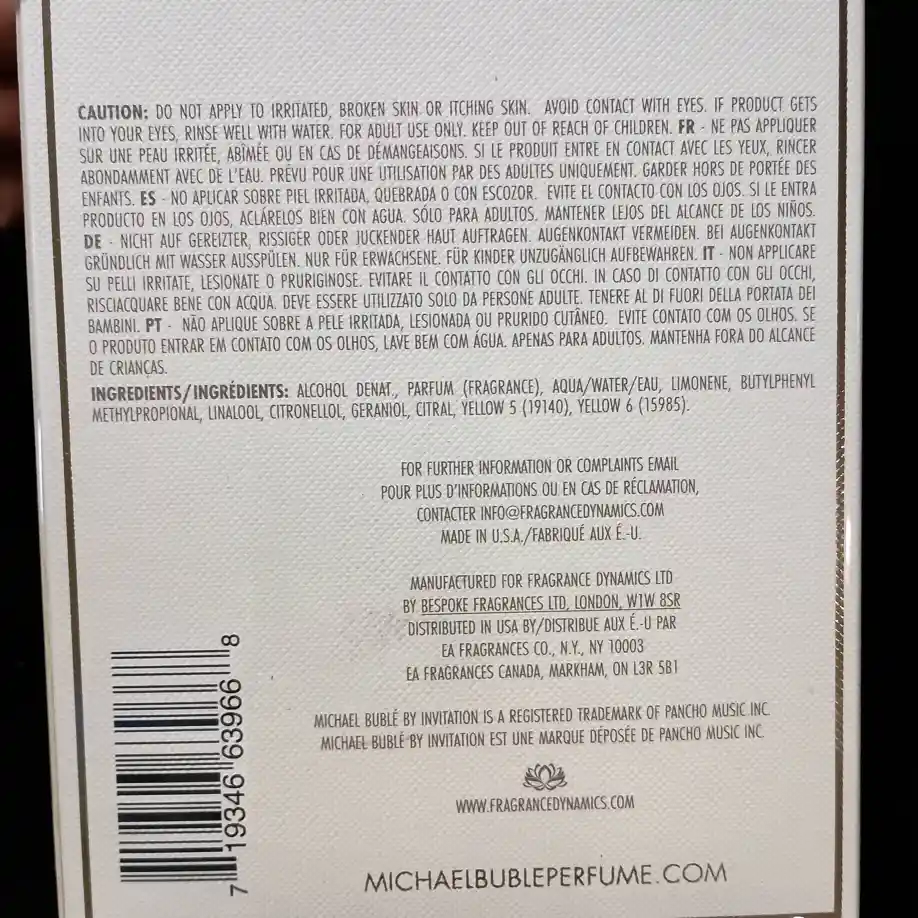 CAUTION: DO NOT APPLY TO IRRITATED, BROKEN SKIN OR ITCHING SKIN. AVOID CONTACT WITH EYES. IF PRODUCT GETS
INTO YOUR EYES, RINSE WELL WITH WATER. FOR ADULT USE ONLY. KEEP OUT OF REACH OF CHILDREN. FR - NE PAS APPLIQUER
SUR UNE PEAU IRRITÉE, ABÎMÉE OU EN CAS DE DÉMANGEAISONS. SI LE PRODUIT ENTRE EN CONTACT AVEC LES YEUX, RINCER
ABONDAMMENT AVEC DE L'EAU. PRÉVU POUR UNE UTILISATION PAR DES ADULTES UNIQUEMENT. GARDER HORS DE PORTÉE DES
ENFANTS. ES - NO APLICAR SOBRE PIEL IRRITADA, QUEBRADA O CON ESCOZOR. EVITE EL CONTACTO CON LOS OJOS. SI LE ENTRA
PRODUCTO EN LOS OJOS, ACLÁRELOS BIEN CON AGUA. SÓLO PARA ADULTOS. MANTENER LEJOS DEL ALCANCE DE LOS NIÑOS.
DE - NICHT AUF GEREIZTER, RISSIGER ODER JUCKENDER HAUT AUFTRAGEN. AUGENKONTAKT VERMEIDEN. BEI AUGENKONTAKT
GRÜNDLICH MIT WASSER AUSSPÜLEN. NUR FÜR ERWACHSENE. FÜR KINDER UNZUGÄNGLICH AUFBEWAHREN. IT - NON APPLICARE
SU PELLI IRRITATE, LESIONATE O PRURIGINOSE. EVITARE IL CONTATTO CON GLI OCCHI. IN CASO DI CONTATTO CON GLI OCCHI,
RISCIACQUARE BENE CON ACQUA. DEVE ESSERE UTILIZZATO SOLO DA PERSONE ADULTE. TENERE AL DI FUORI DELLA PORTATA DEI
BAMBINI. PT - NÃO APLIQUE SOBRE A PELE IRRITADA, LESIONADA OU PRURIDO CUTÂNEO. EVITE CONTATO COM OS OLHOS. SE
O PRODUTO ENTRAR EM CONTATO COM OS OLHOS, LAVE BEM COM ÁGUA. APENAS PARA ADULTOS. MANTENHA FORA DO ALCANCE
DE CRIANÇAS.
INGREDIENTS/INGRÉDIENTS: ALCOHOL DENAT., PARFUM (FRAGRANCE), AQUA/WATER/EAU, LIMONENE, BUTYLPHENYL
METHYLPROPIONAL, LINALOOL, CITRONELLOL, GERANIOL, CITRAL, YELLOW 5 (19140), YELLOW 6 (15985).
FOR FURTHER INFORMATION OR COMPLAINTS EMAIL
POUR PLUS D'INFORMATIONS OU EN CAS DE RÉCLAMATION,
CONTACTER INFO@FRAGRANCEDYNAMICS.COM
MADE IN U.S.A./FABRIQUÉ AUX É.-U.
MANUFACTURED FOR FRAGRANCE DYNAMICS LTD
BY BESPOKE FRAGRANCES LTD, LONDON, W1W 8SR
DISTRIBUTED IN USA BY/DISTRIBUE AUX É.-U PAR
EA FRAGRANCES CO., N.Y., NY 10003
EA FRAGRANCES CANADA, MARKHAM, ON L3R 5B1
MICHAEL BUBLÉ BY INVITATION IS A REGISTERED TRADEMARK OF PANCHO MUSIC INC.
MICHAEL BUBLÉ BY INVITATION EST UNE MARQUE DÉPOSÉE DE PANCHO MUSIC INC.
WWW.FRAGRANCEDYNAMICS.COM
MICHAELBUBLEPERFUME.COM
7 19346 63966 8